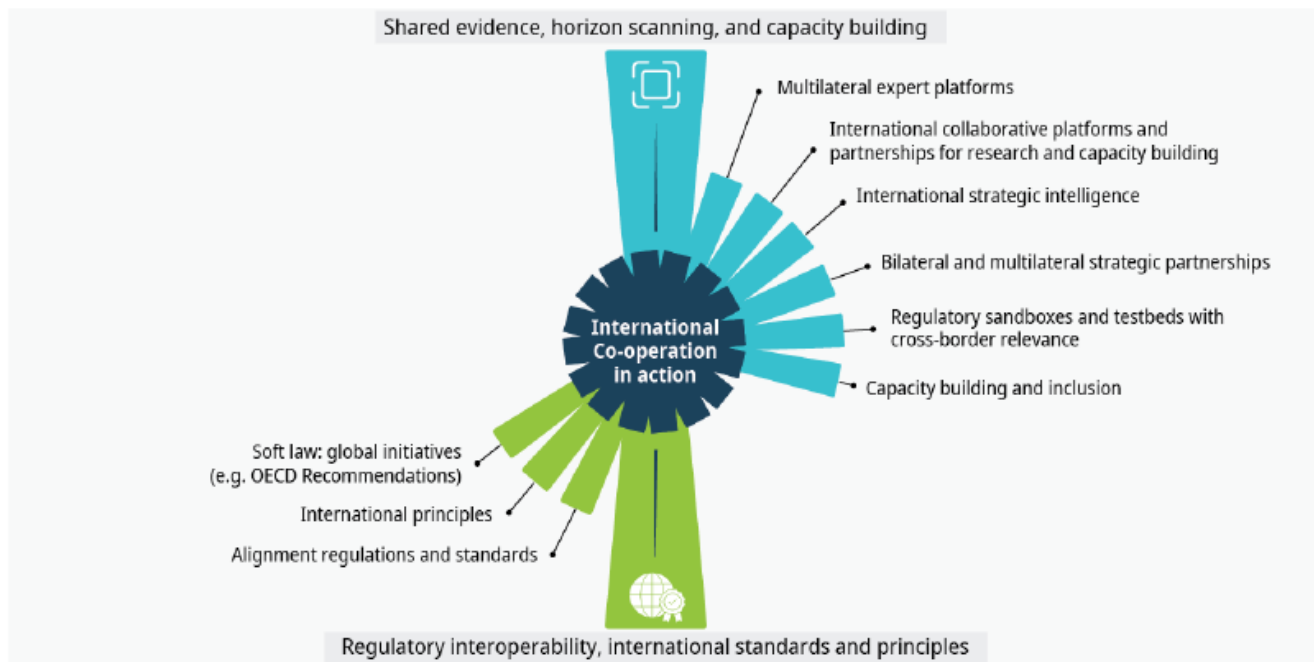 Shared evidence, horizon scanning, and capacity building
Multilateral expert platforms
International collaborative platforms and
partnerships for research and capacity building
International strategic intelligence
Bilateral and multilateral strategic partnerships
Regulatory sandboxes and testbeds with
cross-border relevance
Capacity building and inclusion
International
Co-operation
in action
Soft law: global initiatives
(e.g. OECD Recommendations)
International principles
Alignment regulations and standards
Regulatory interoperability, international standards and principles